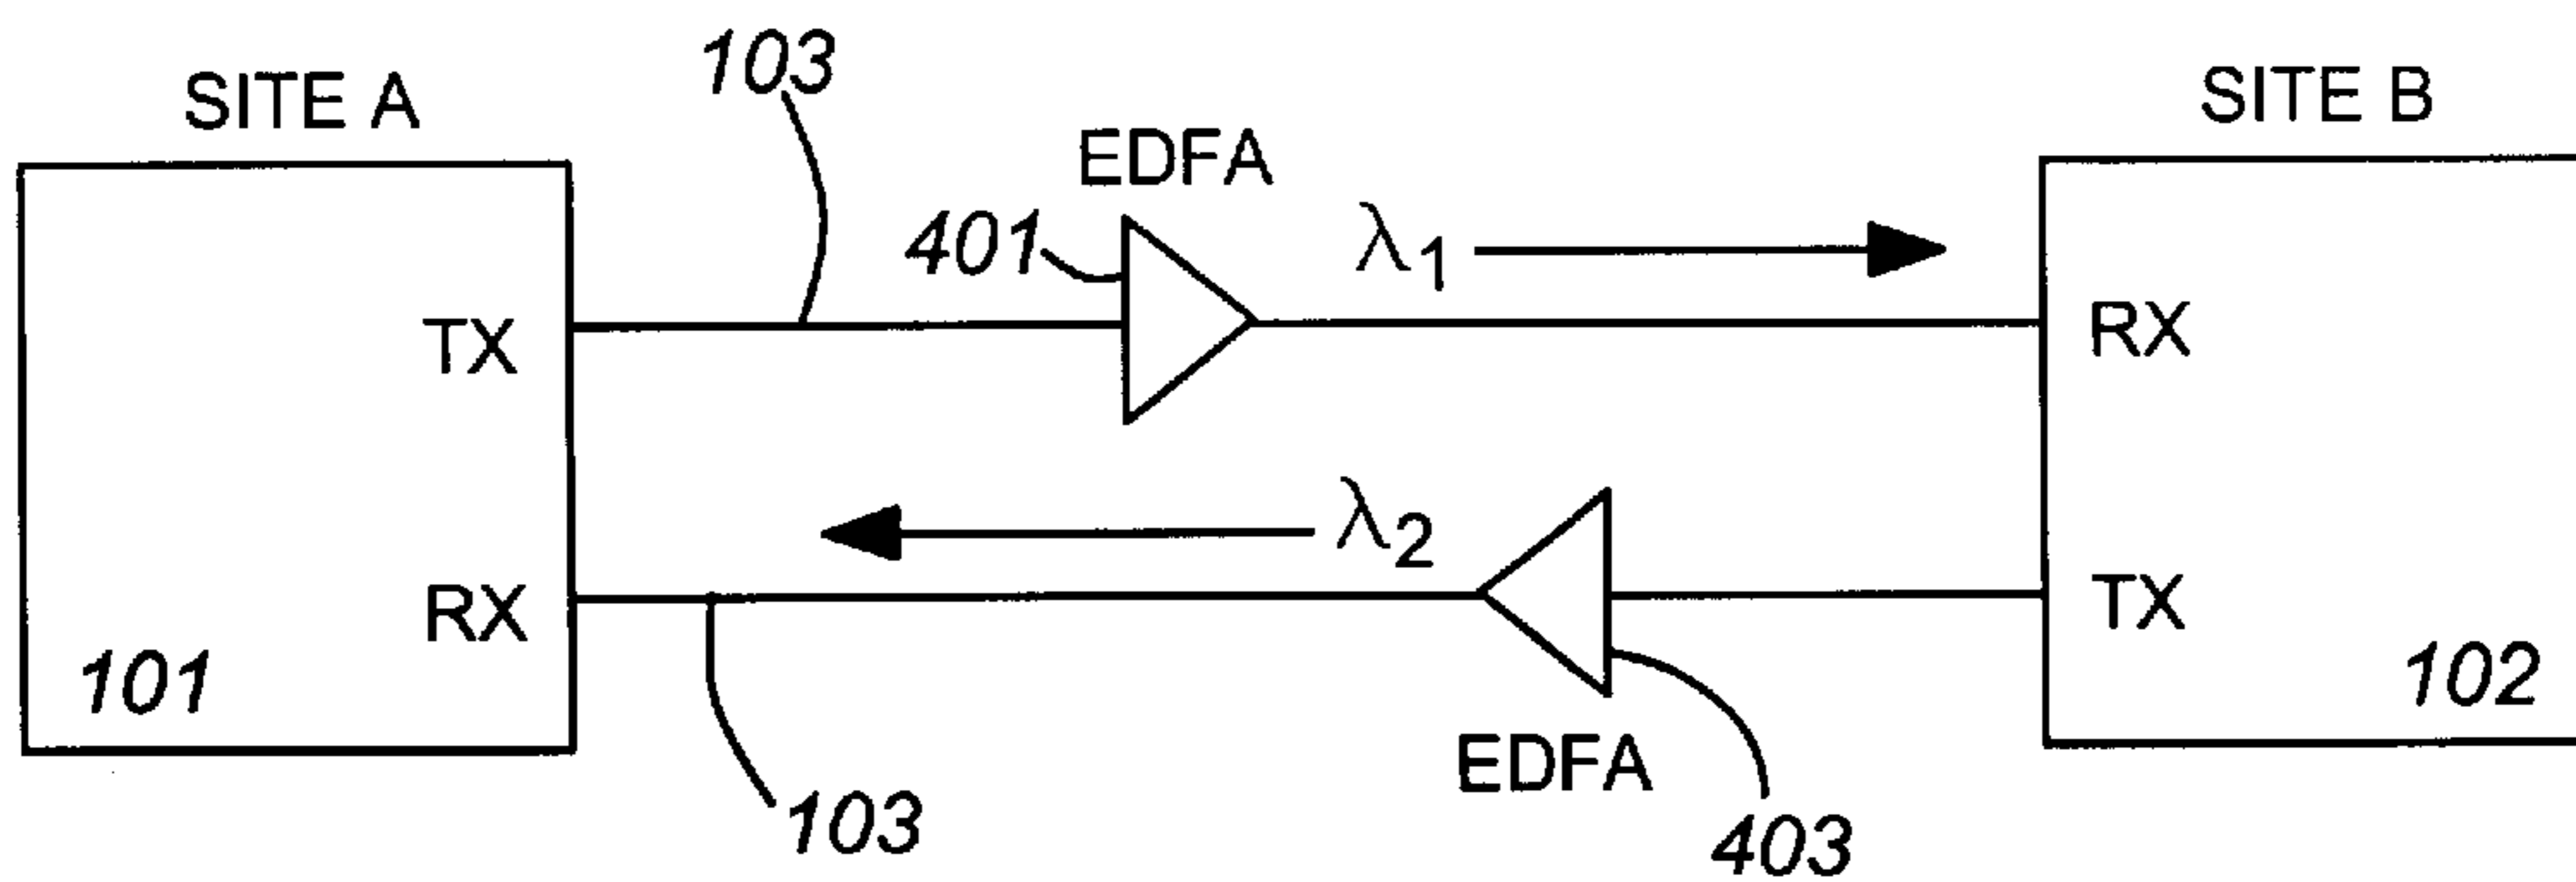 SITE A
103
SITE B
EDFA
401
λ1
TX
RX
λ2
RX
TX
101
102
EDFA
103
403